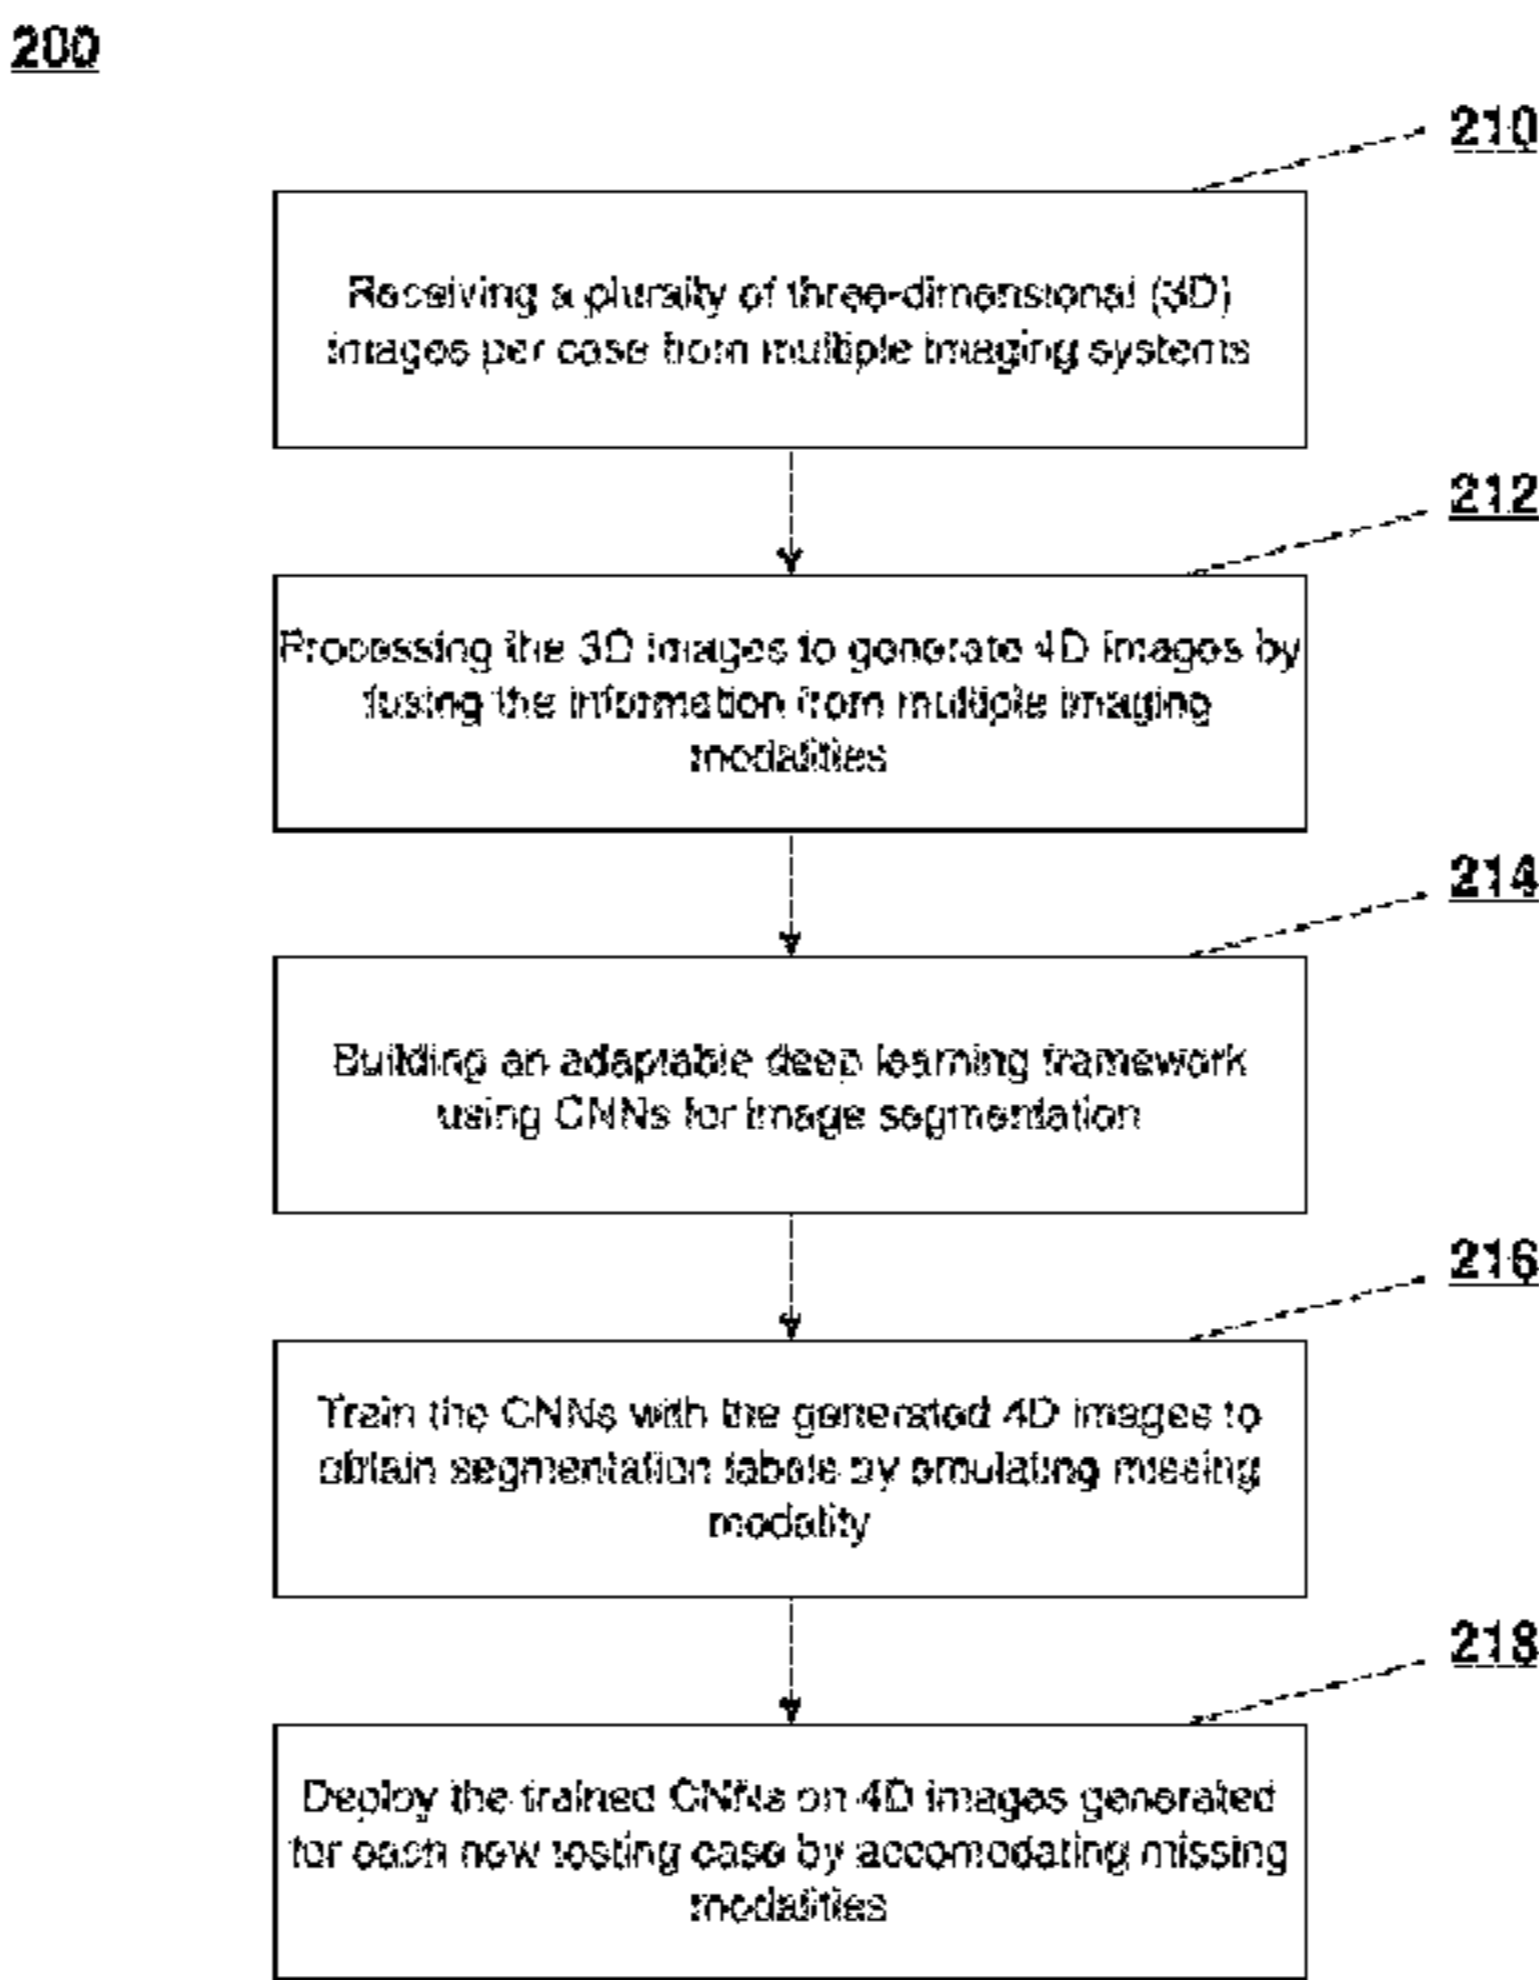 200
210
Receiving a plurality of three-dimensional (3D)
images per case from multiple imaging systems
212
Processing the 3D images to generate 4D images by
fusing the information from multiple imaging
modalities
214
Building an adaptable deep learning framework
using CNNs for image segmentation
216
Train the CNNs with the generated 4D images to
obtain segmentation labels by emulating missing
modality
218
Deploy the trained CNNs on 4D images generated
for each new testing case by accomodating missing
modalities